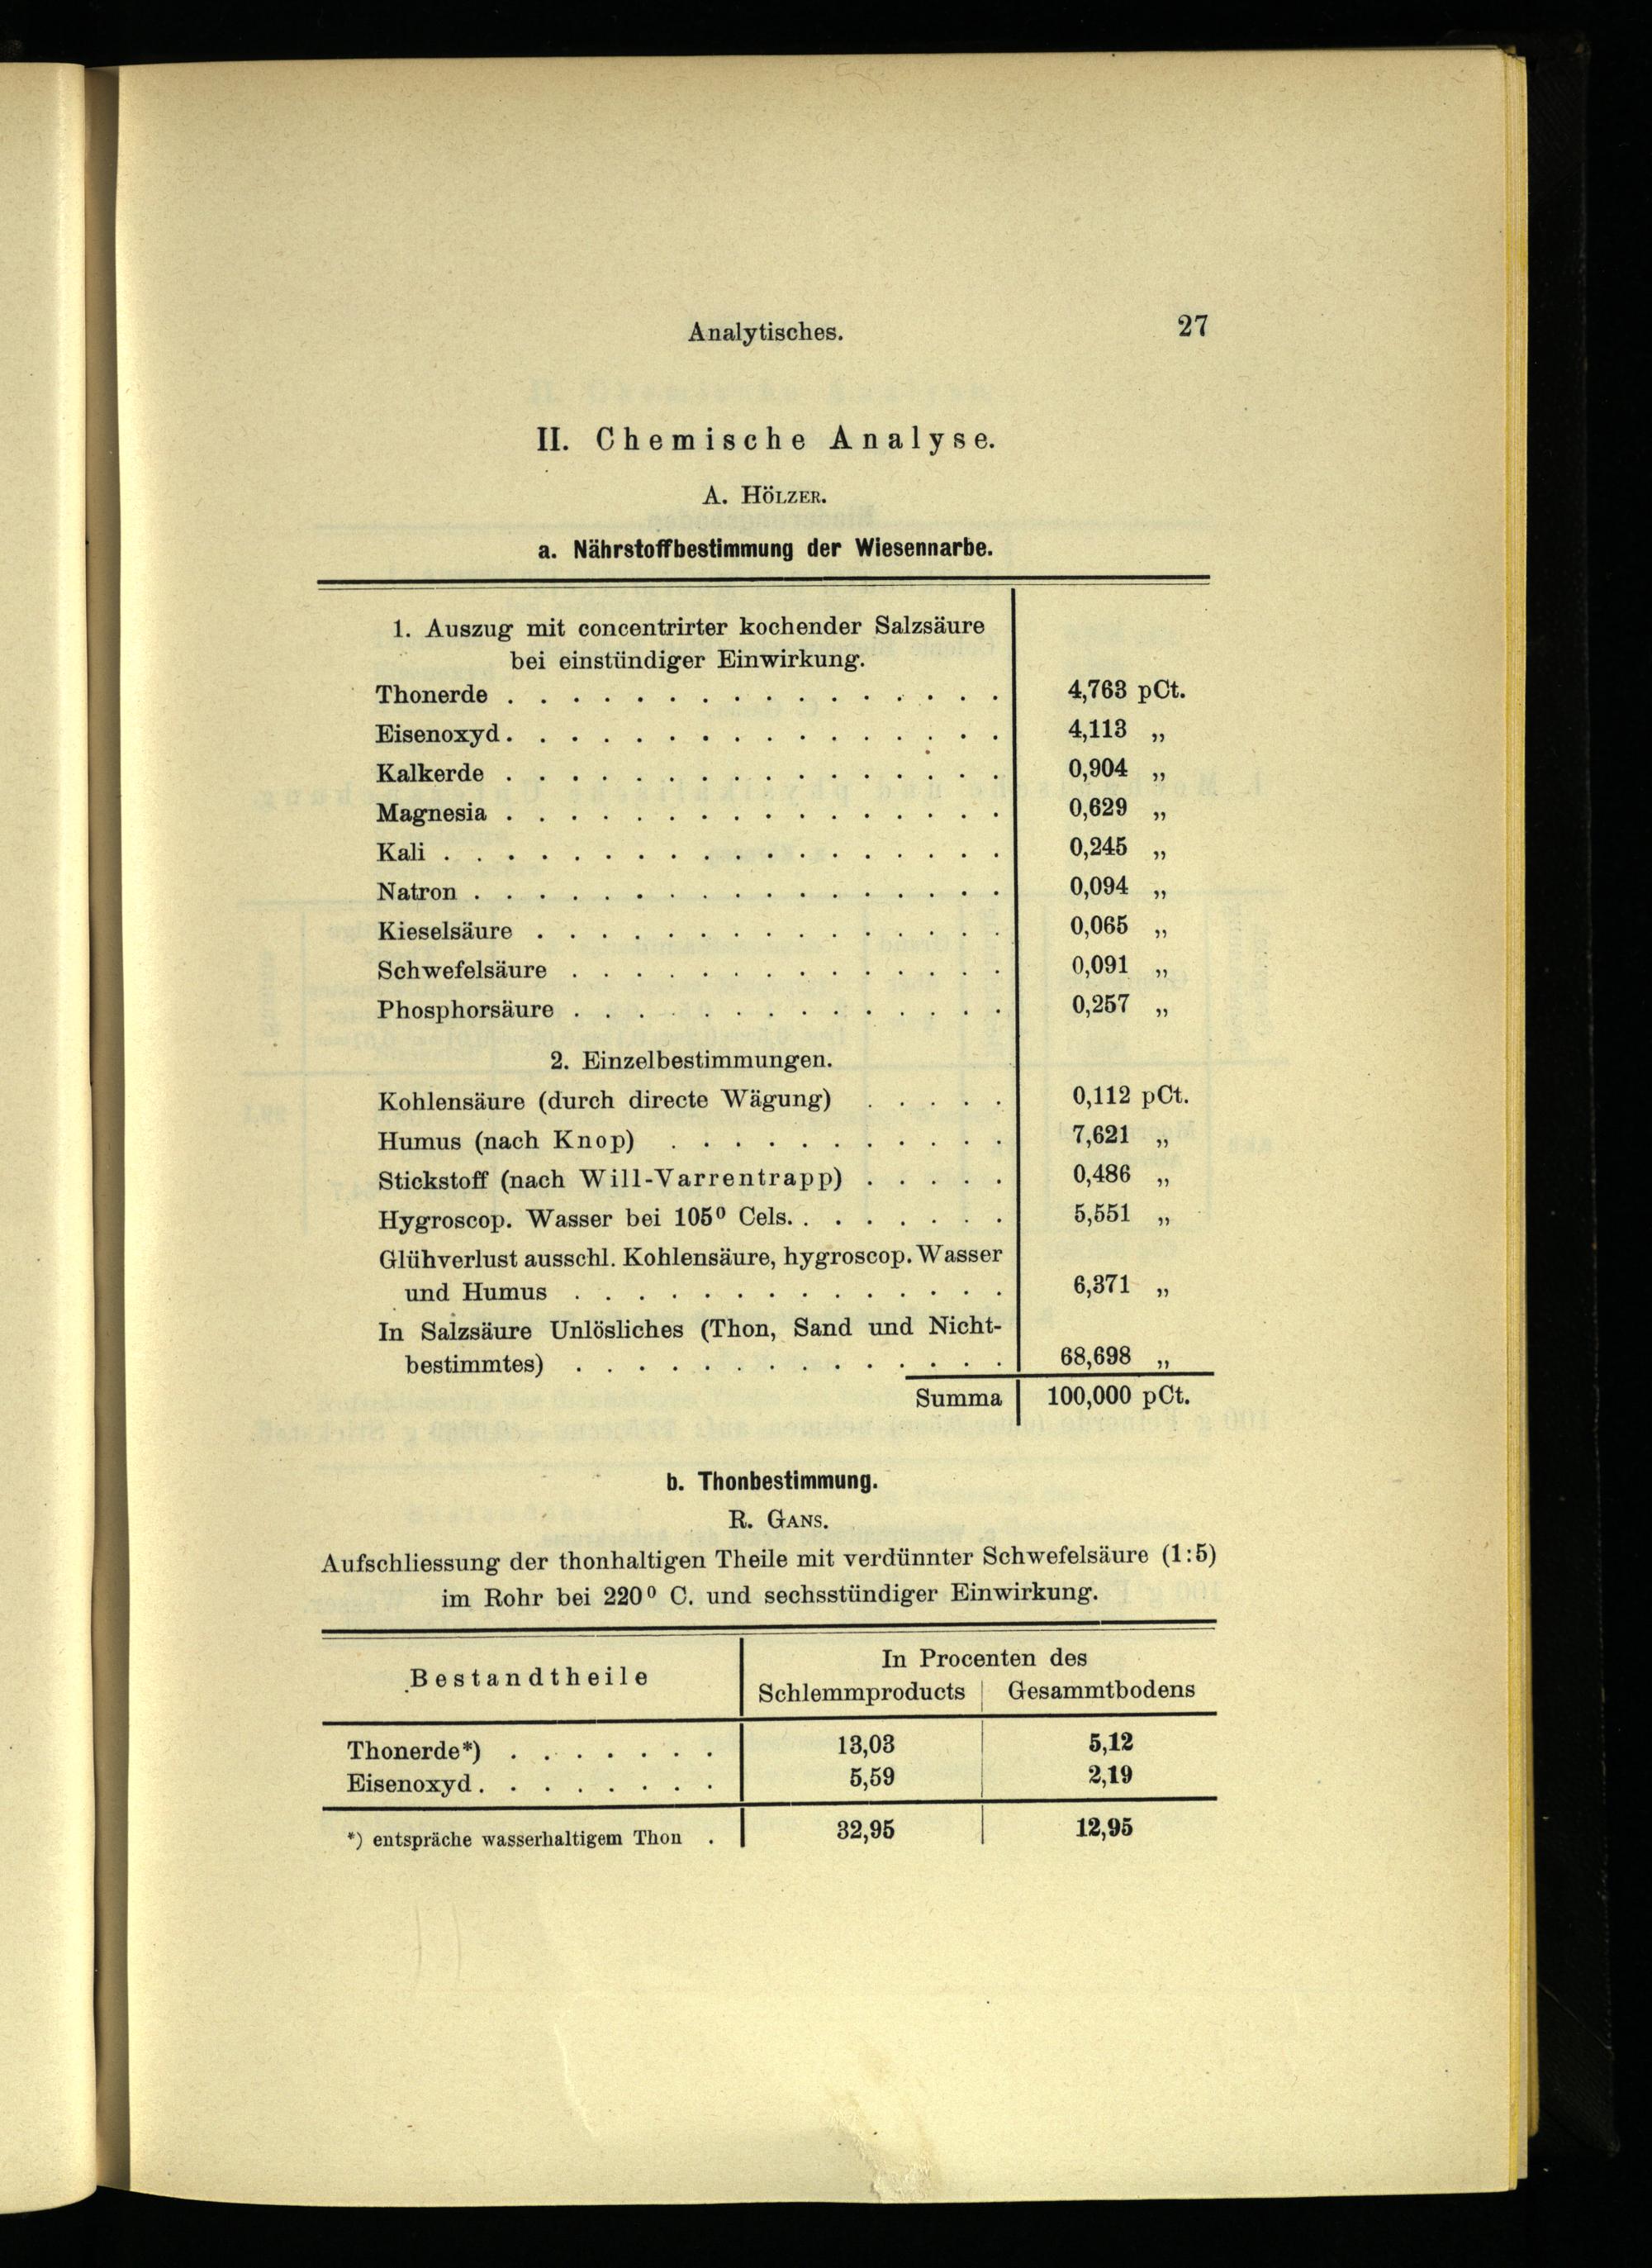 Analytisches.
27
II. Chemische Analyse.
A. HÖLZER.
a. Nährstoffbestimmung der Wiesennarbe.
1. Auszug mit concentrirter kochender Salzsäure
bei einstündiger Einwirkung.
Thonerde . . . . . . . . . . . . . . . . 4,763 pCt.
Eisenoxyd . . . . . . . . . . . . . . . . 4,113 „
Kalkerde . . . . . . . . . . . . . . . . 0,904 „
Magnesia . . . . . . . . . . . . . . . . 0,629 „
Kali . . . . . . . . . . . . . . . . . . 0,245 „
Natron . . . . . . . . . . . . . . . . . 0,094 „
Kieselsäure . . . . . . . . . . . . . . . 0,065 „
Schwefelsäure . . . . . . . . . . . . . . 0,091 „
Phosphorsäure . . . . . . . . . . . . . . 0,257 „
2. Einzelbestimmungen.
Kohlensäure (durch directe Wägung) . . . . . 0,112 pCt.
Humus (nach Knop) . . . . . . . . . . . 7,621 „
Stickstoff (nach Will-Varrentrapp) . . . . . 0,486 „
Hygroscop. Wasser bei 105⁰ Cels. . . . . . . . 5,551 „
Glühverlust ausschl. Kohlensäure, hygroscop. Wasser
und Humus . . . . . . . . . . . . . . 6,371 „
In Salzsäure Unlösliches (Thon, Sand und Nicht-
bestimmtes) . . . . . . . . . . . . . . 68,698 „
Summa 100,000 pCt.
b. Thonbestimmung.
R. GANS.
Aufschliessung der thonhaltigen Theile mit verdünnter Schwefelsäure (1:5)
im Rohr bei 220⁰ C. und sechsstündiger Einwirkung.
In Procenten des
Bestandtheile
Schlemmproducts Gesammtbodens
Thonerde*) . . . . . . . 13,03 5,12
Eisenoxyd . . . . . . . . 5,59 2,19
*) entspräche wasserhaltigem Thon . 32,95 12,95